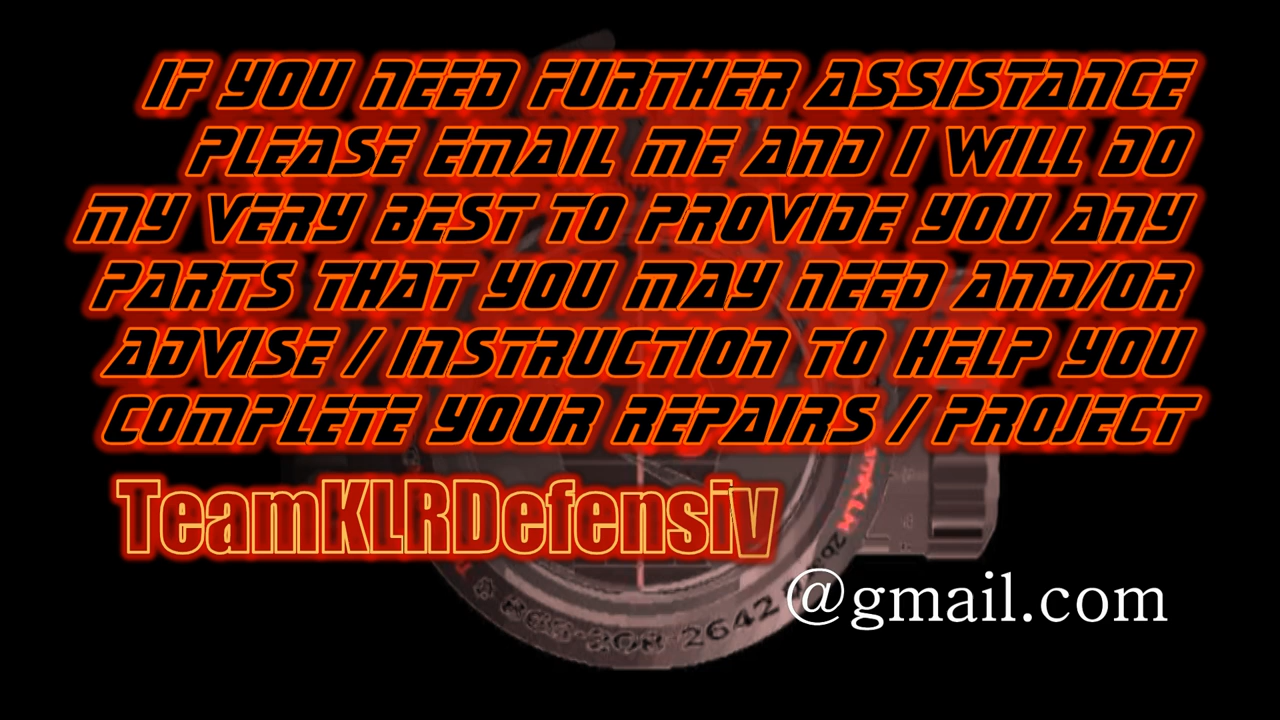 IF YOU NEED FURTHER ASSISTANCE
PLEASE EMAIL ME AND I WILL DO
MY VERY BEST TO PROVIDE YOU ANY
PARTS THAT YOU MAY NEED AND/OR
ADVISE / INSTRUCTION TO HELP YOU
COMPLETE YOUR REPAIRS / PROJECT
TeamKLRDefensiv
@gmail.com
2642